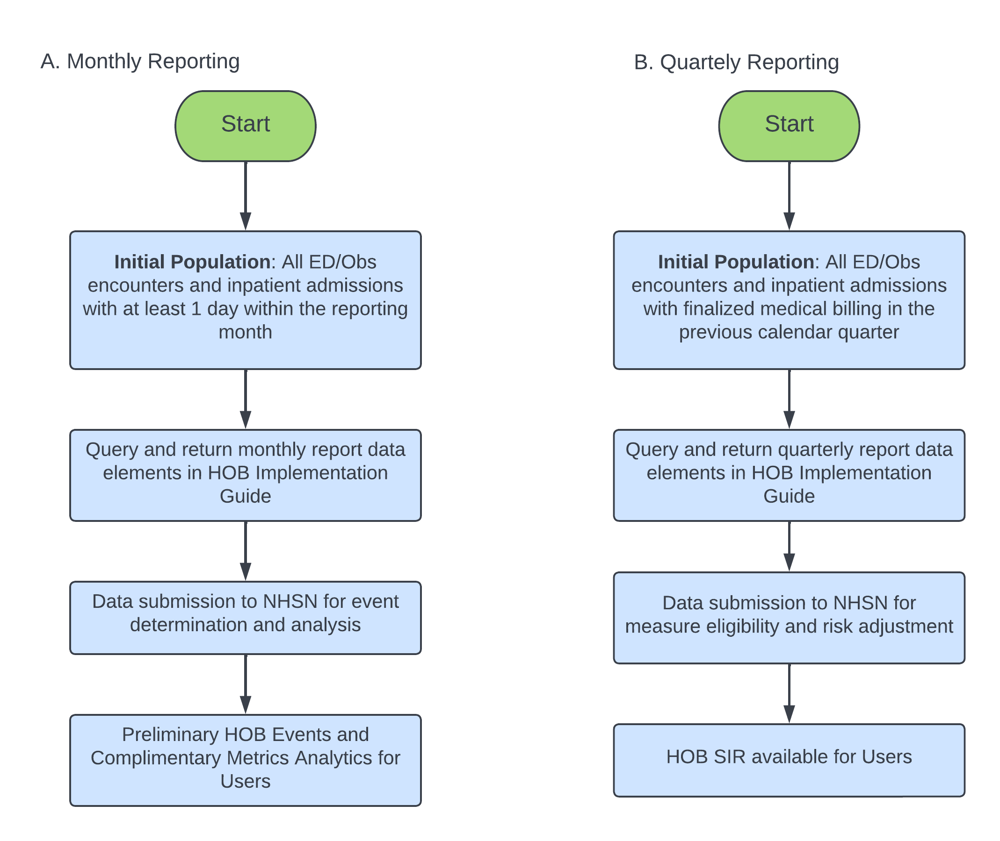 A. Monthly Reporting
Start
Initial Population: All ED/Obs
encounters and inpatient admissions
with at least 1 day within the reporting
month
Query and return monthly report data
elements in HOB Implementation
Guide
Data submission to NHSN for event
determination and analysis
Preliminary HOB Events and
Complimentary Metrics Analytics for
Users
B. Quartely Reporting
Start
Initial Population: All ED/Obs
encounters and inpatient admissions
with finalized medical billing in the
previous calendar quarter
Query and return quarterly report data
elements in HOB Implementation
Guide
Data submission to NHSN for
measure eligibility and risk adjustment
HOB SIR available for Users